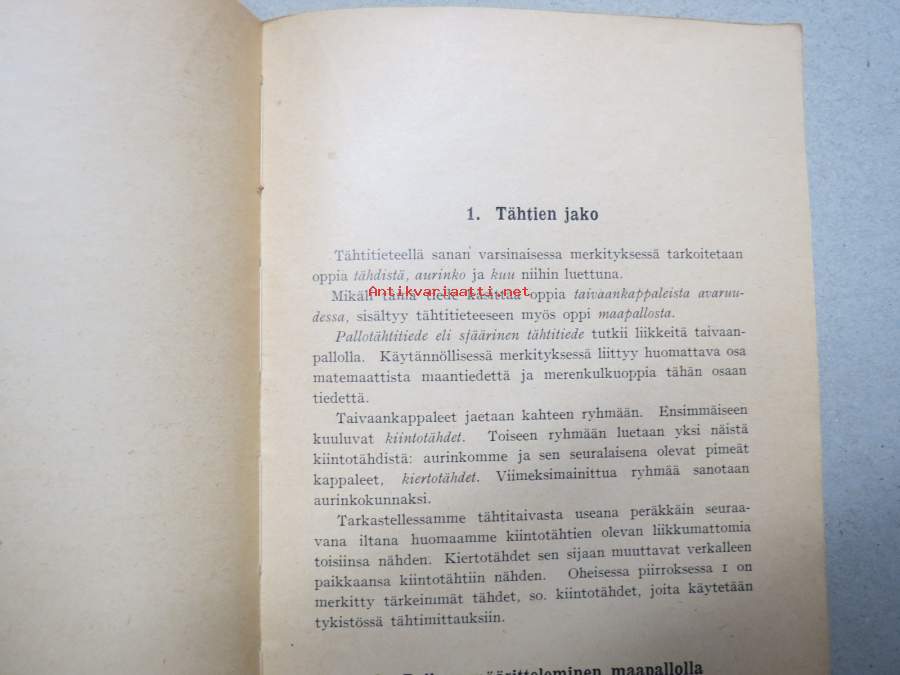 1. Tähtien jako
Tähtitieteellä sanan varsinaisessa merkityksessä tarkoitetaan
oppia tähdistä, aurinko ja kuu niihin luettuna.
Antikvariaatti.net
Mikäli tämä tiede käsittää oppia taivaankappaleista avaruu-
dessa, sisältyy tähtitieteeseen myös oppi maapallosta.
Pallotähtitiede eli sfäärinen tähtitiede tutkii liikkeitä taivaan-
pallolla. Käytännöllisessä merkityksessä liittyy huomattava osa
matemaattista maantiedettä ja merenkulkuoppia tähän osaan
tiedettä.
Taivaankappaleet jaetaan kahteen ryhmään. Ensimmäiseen
kuuluvat kiintotähdet. Toiseen ryhmään luetaan yksi näistä
kiintotähdistä: aurinkomme ja sen seuralaisena olevat pimeät
kappaleet, kiertotähdet. Viimeksimainittua ryhmää sanotaan
aurinkokunnaksi.
Tarkastellessamme tähtitaivasta useana peräkkäin seuraa-
vana iltana huomaamme kiintotähtien olevan liikkumattomia
toisiinsa nähden. Kiertotähdet sen sijaan muuttavat verkalleen
paikkaansa kiintotähtiin nähden. Oheisessa piirroksessa 1 on
merkitty tärkeimmät tähdet, so. kiintotähdet, joita käytetään
tykistössä tähtimittauksiin.
maapallolla